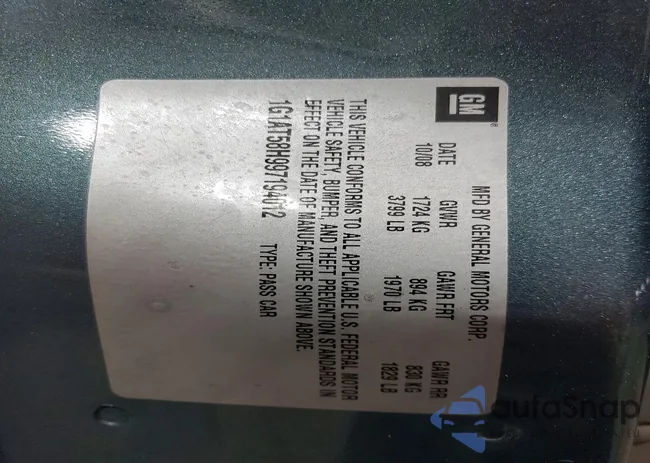 GM
MFD BY GENERAL MOTORS CORP.
DATE GVWR GAWR FRT GAWR RR
10/08 1724 KG 894 KG 830 KG
3799 LB 1970 LB 1829 LB
THIS VEHICLE CONFORMS TO ALL APPLICABLE U.S. FEDERAL MOTOR
VEHICLE SAFETY, BUMPER, AND THEFT PREVENTION STANDARDS IN
EFFECT ON THE DATE OF MANUFACTURE SHOWN ABOVE.
1G1AT58H997194012 TYPE: PASS CAR
autoSnap